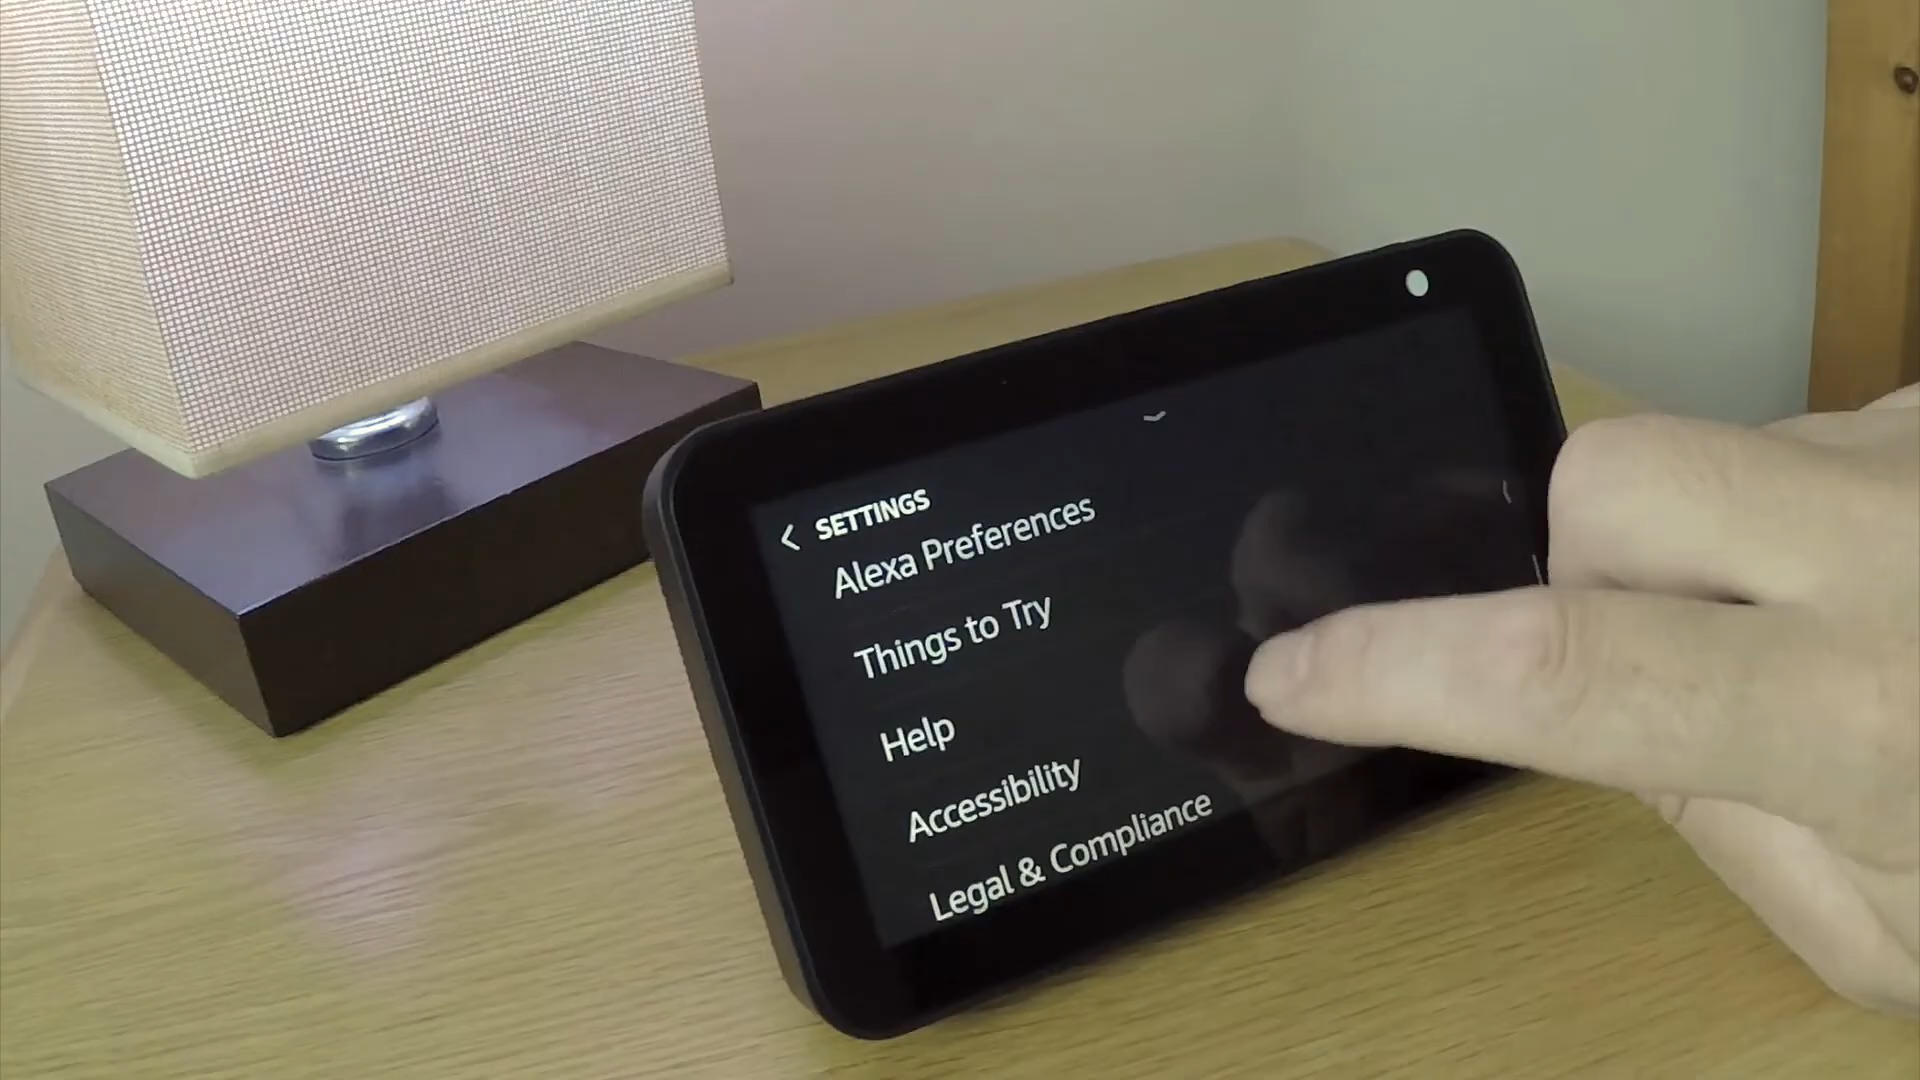 SETTINGS
Alexa Preferences
Things to Try
Help
Accessibility
Legal & Compliance